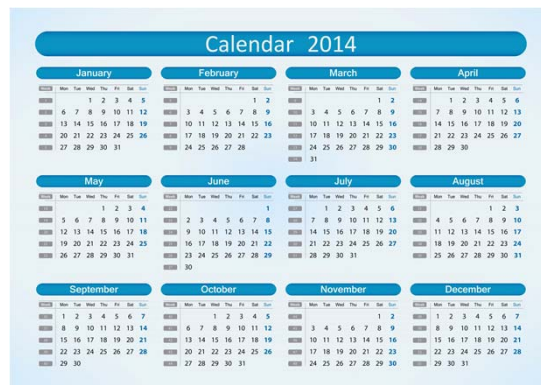 Calendar 2014
January February March April
Week Mon Tue Wed Thu Fri Sat Sun Week Mon Tue Wed Thu Fri Sat Sun Week Mon Tue Wed Thu Fri Sat Sun Week Mon Tue Wed Thu Fri Sat Sun
1 2 3 4 5 1 2 1 2 1 2 3 4 5 6
6 7 8 9 10 11 12 3 4 5 6 7 8 9 3 4 5 6 7 8 9 7 8 9 10 11 12 13
13 14 15 16 17 18 19 10 11 12 13 14 15 16 10 11 12 13 14 15 16 14 15 16 17 18 19 20
20 21 22 23 24 25 26 17 18 19 20 21 22 23 17 18 19 20 21 22 23 21 22 23 24 25 26 27
27 28 29 30 31 24 25 26 27 28 24 25 26 27 28 29 30 28 29 30
31
May June July August
Week Mon Tue Wed Thu Fri Sat Sun Week Mon Tue Wed Thu Fri Sat Sun Week Mon Tue Wed Thu Fri Sat Sun Week Mon Tue Wed Thu Fri Sat Sun
1 2 3 4 1 1 2 3 4 5 6 1 2 3
5 6 7 8 9 10 11 2 3 4 5 6 7 8 7 8 9 10 11 12 13 4 5 6 7 8 9 10
12 13 14 15 16 17 18 9 10 11 12 13 14 15 14 15 16 17 18 19 20 11 12 13 14 15 16 17
19 20 21 22 23 24 25 16 17 18 19 20 21 22 21 22 23 24 25 26 27 18 19 20 21 22 23 24
26 27 28 29 30 31 23 24 25 26 27 28 29 28 29 30 31 25 26 27 28 29 30 31
30
September October November December
Week Mon Tue Wed Thu Fri Sat Sun Week Mon Tue Wed Thu Fri Sat Sun Week Mon Tue Wed Thu Fri Sat Sun Week Mon Tue Wed Thu Fri Sat Sun
1 2 3 4 5 6 7 1 2 3 4 5 1 2 1 2 3 4 5 6 7
8 9 10 11 12 13 14 6 7 8 9 10 11 12 3 4 5 6 7 8 9 8 9 10 11 12 13 14
15 16 17 18 19 20 21 13 14 15 16 17 18 19 10 11 12 13 14 15 16 15 16 17 18 19 20 21
22 23 24 25 26 27 28 20 21 22 23 24 25 26 17 18 19 20 21 22 23 22 23 24 25 26 27 28
29 30 27 28 29 30 31 24 25 26 27 28 29 30 29 30 31